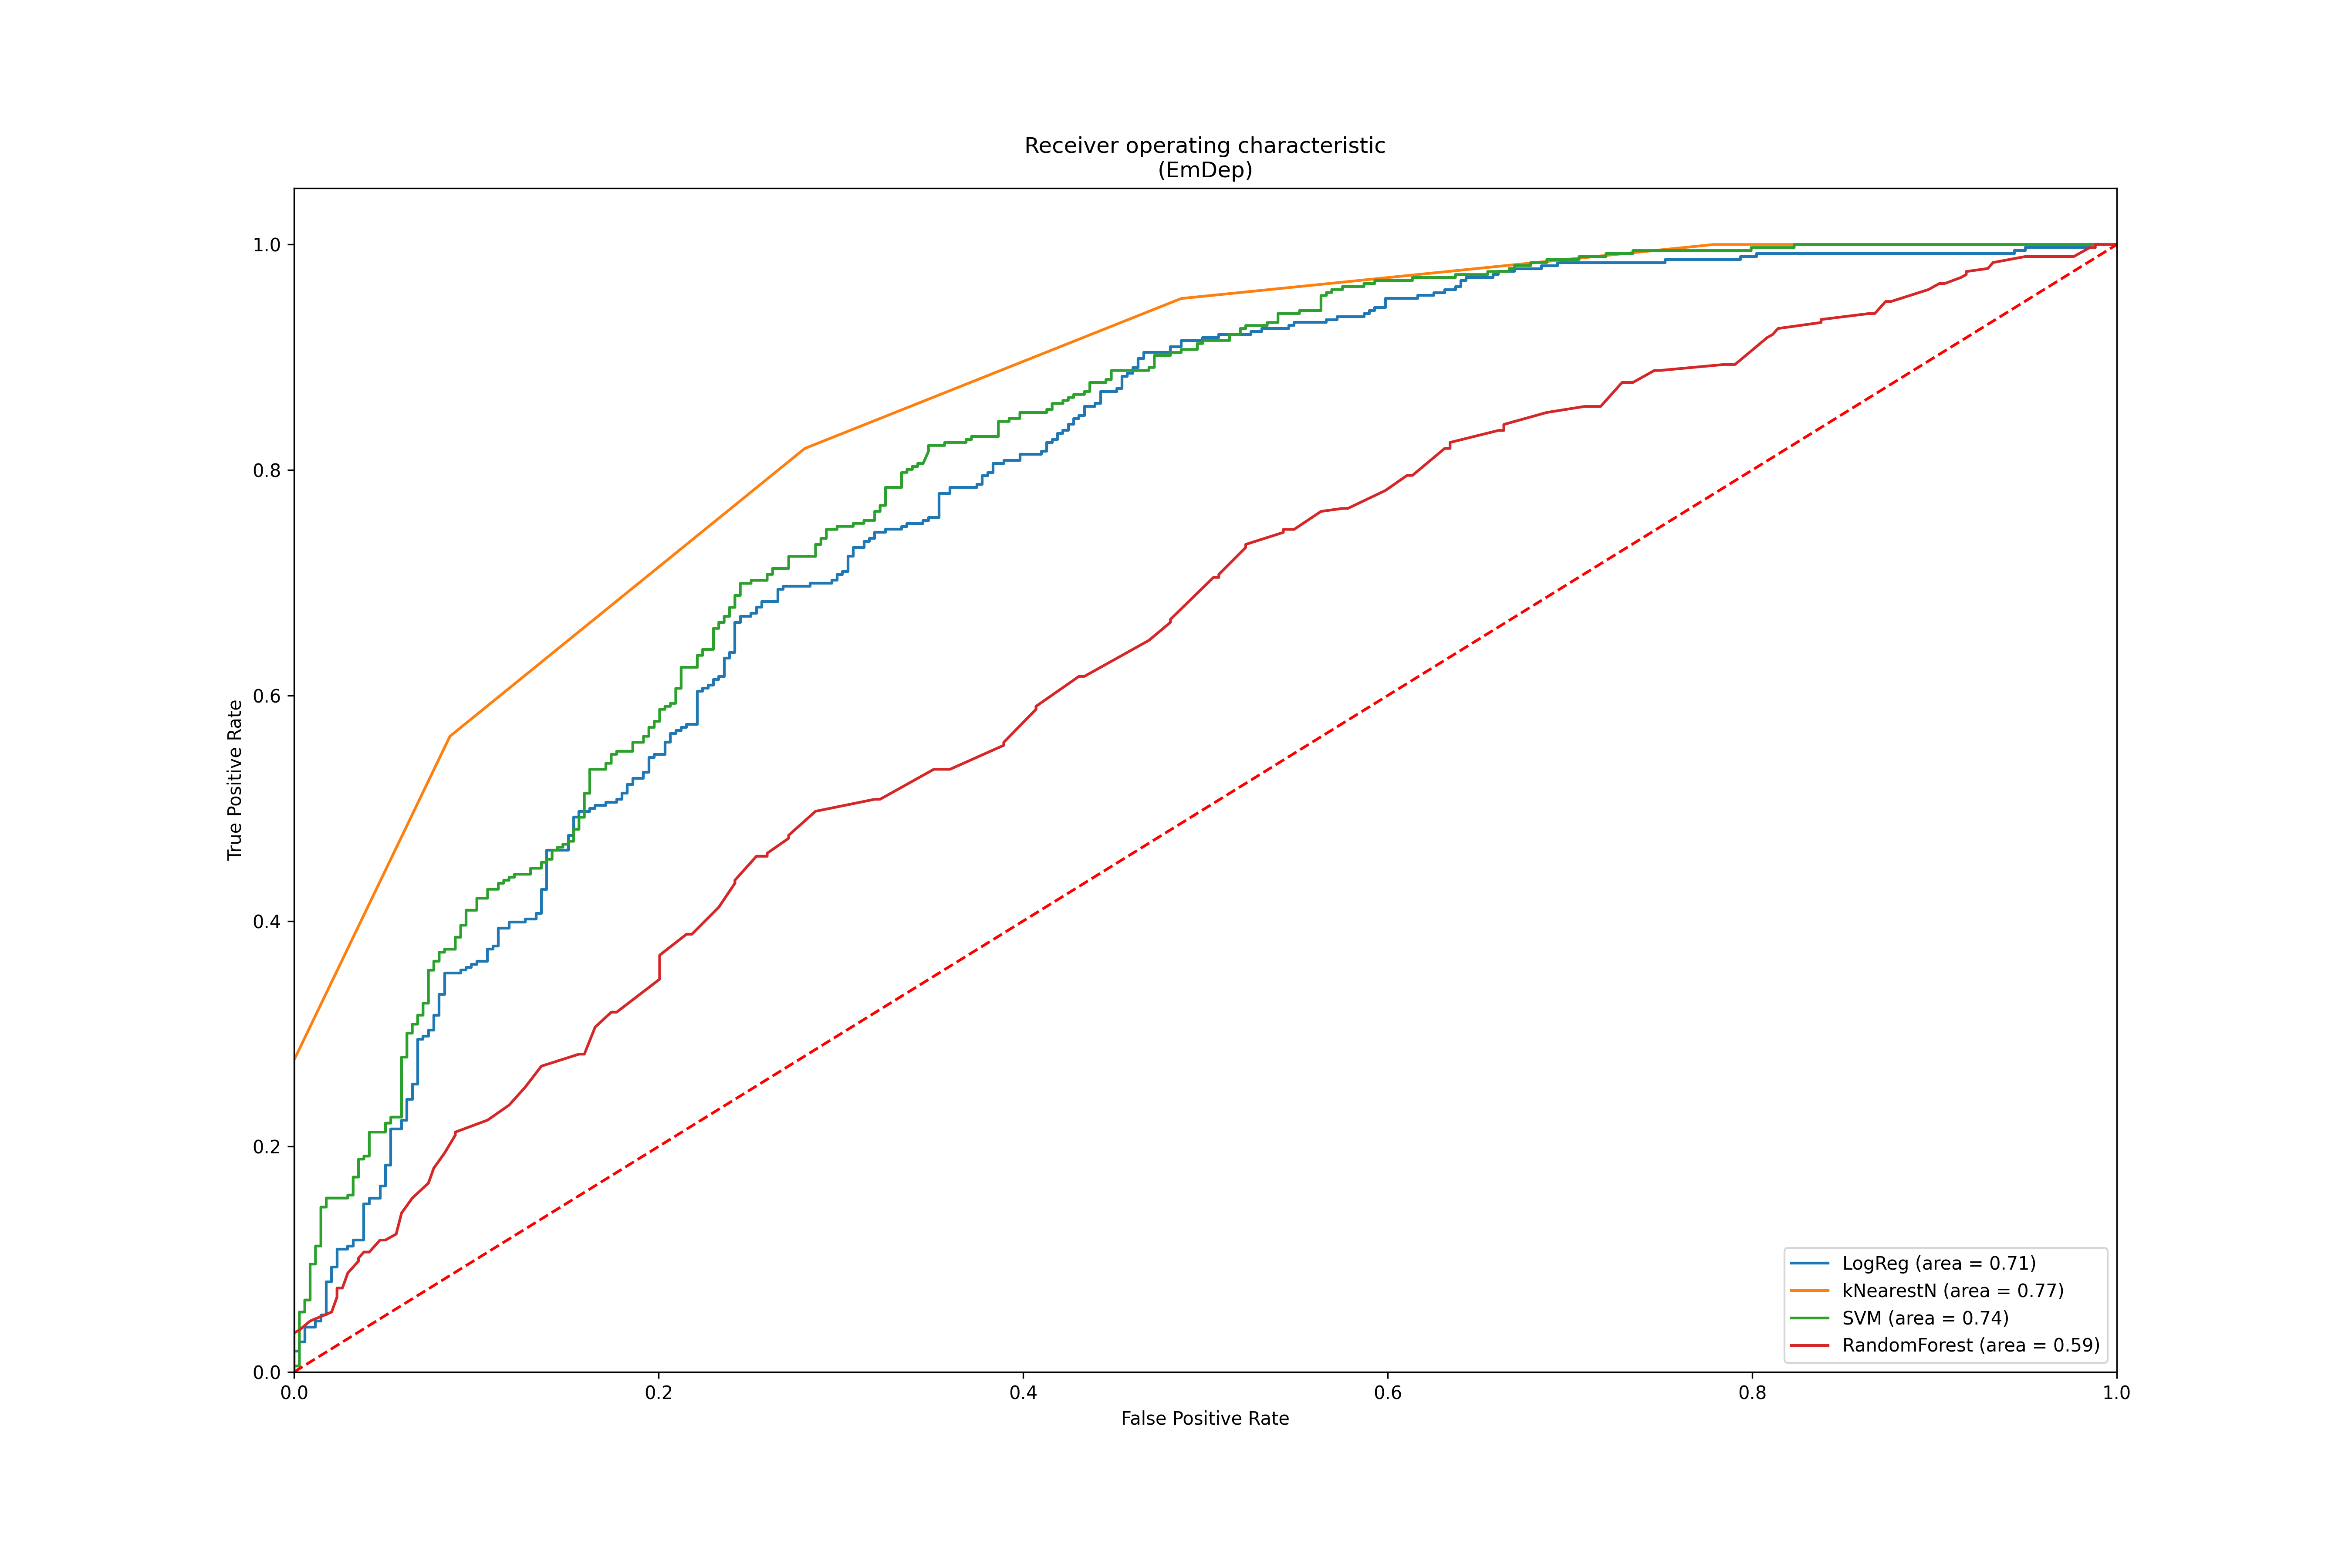 Receiver operating characteristic
(EmDep)
True Positive Rate
1.0
0.8
0.6
0.4
0.2
0.0
0.0 0.2 0.4 0.6 0.8 1.0
False Positive Rate
LogReg (area = 0.71)
kNearestN (area = 0.77)
SVM (area = 0.74)
RandomForest (area = 0.59)